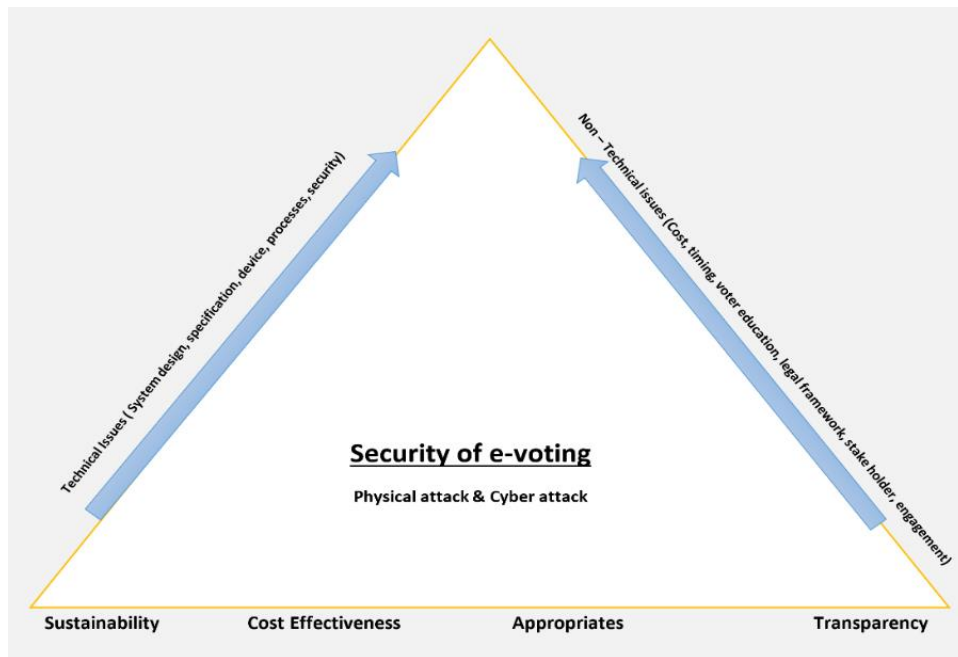 Technical Issues ( System design, specification, device, processes, security)
Non – Technical issues (Cost, timing, voter education, legal framework, stake holder, engagement)
Security of e-voting
Physical attack & Cyber attack
Sustainability Cost Effectiveness Appropriates Transparency